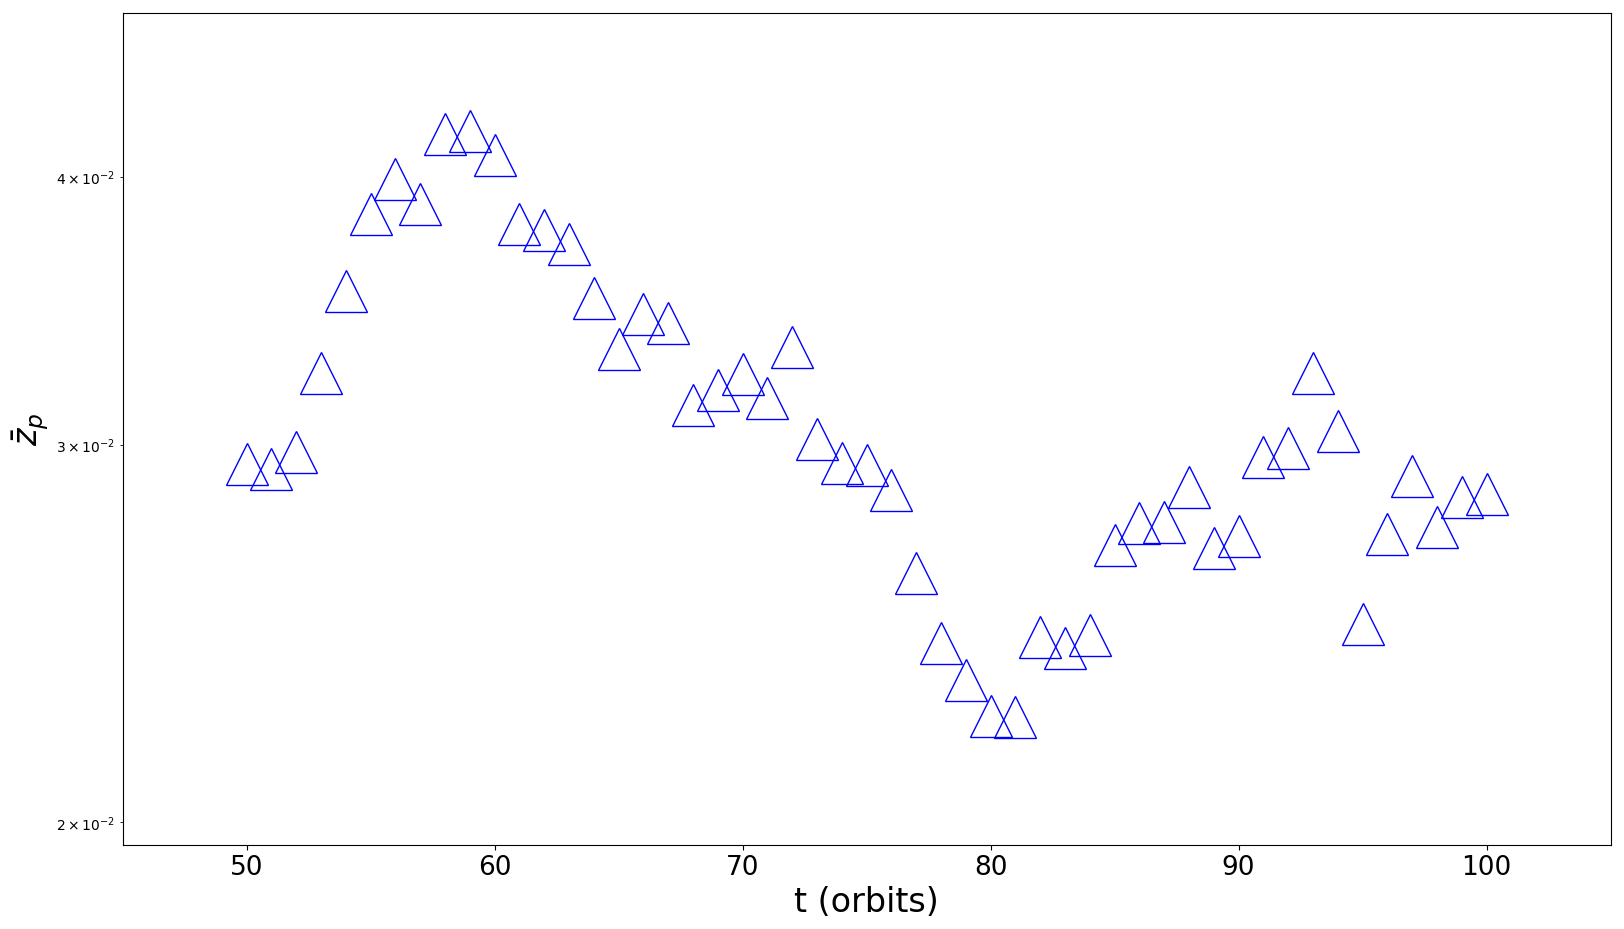 z̄ₚ
4 × 10⁻²
3 × 10⁻²
2 × 10⁻²
50 60 70 80 90 100
t (orbits)